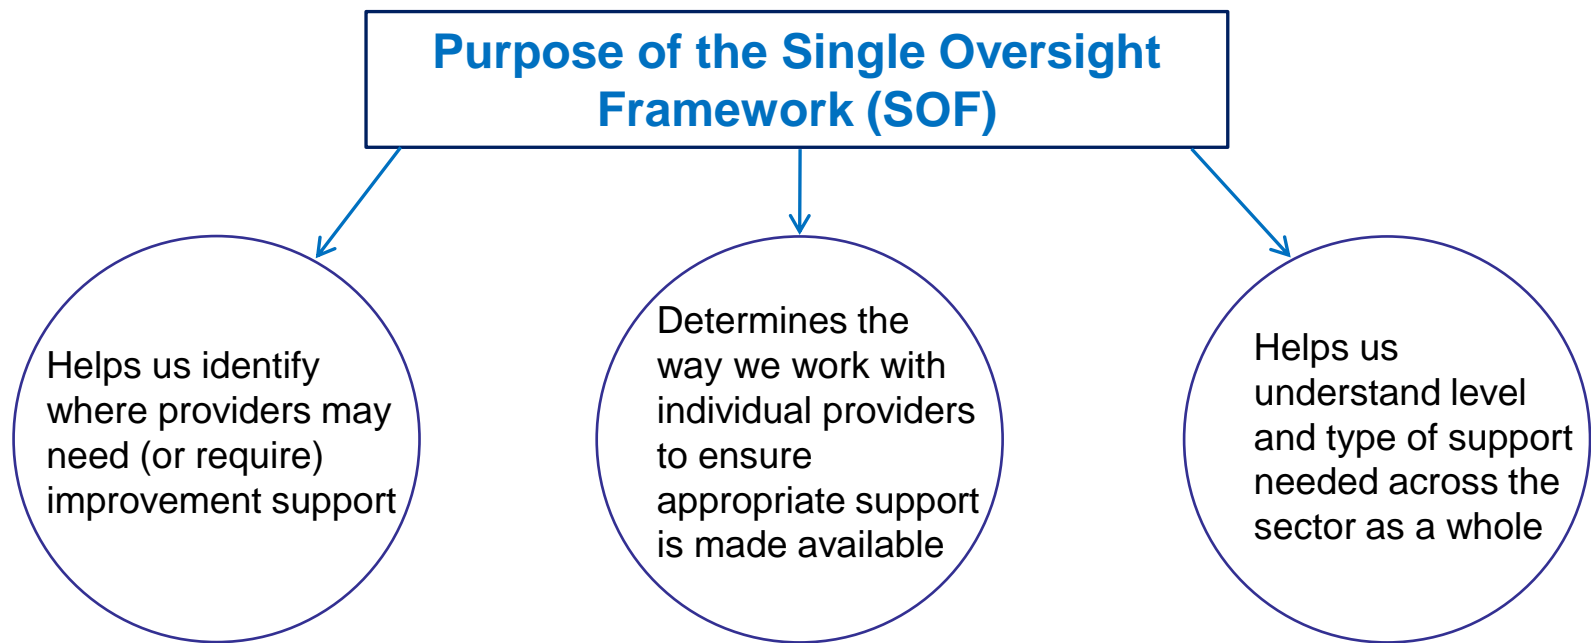 Purpose of the Single Oversight
Framework (SOF)
Helps us identify
where providers may
need (or require)
improvement support
Determines the
way we work with
individual providers
to ensure
appropriate support
is made available
Helps us
understand level
and type of support
needed across the
sector as a whole